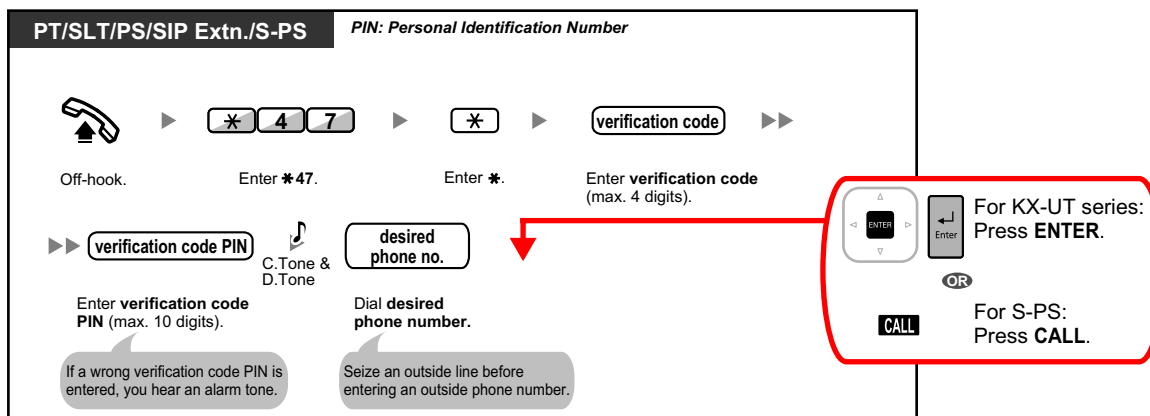 PT/SLT/PS/SIP Extn./S-PS
PIN: Personal Identification Number
✱ 4 7
✱
verification code
Off-hook.
Enter ✱47.
Enter ✱.
Enter verification code
(max. 4 digits).
verification code PIN
C.Tone &
D.Tone
desired
phone no.
Enter verification code
PIN (max. 10 digits).
Dial desired
phone number.
If a wrong verification code PIN is
entered, you hear an alarm tone.
Seize an outside line before
entering an outside phone number.
ENTER
Enter
For KX-UT series:
Press ENTER.
OR
CALL
For S-PS:
Press CALL.